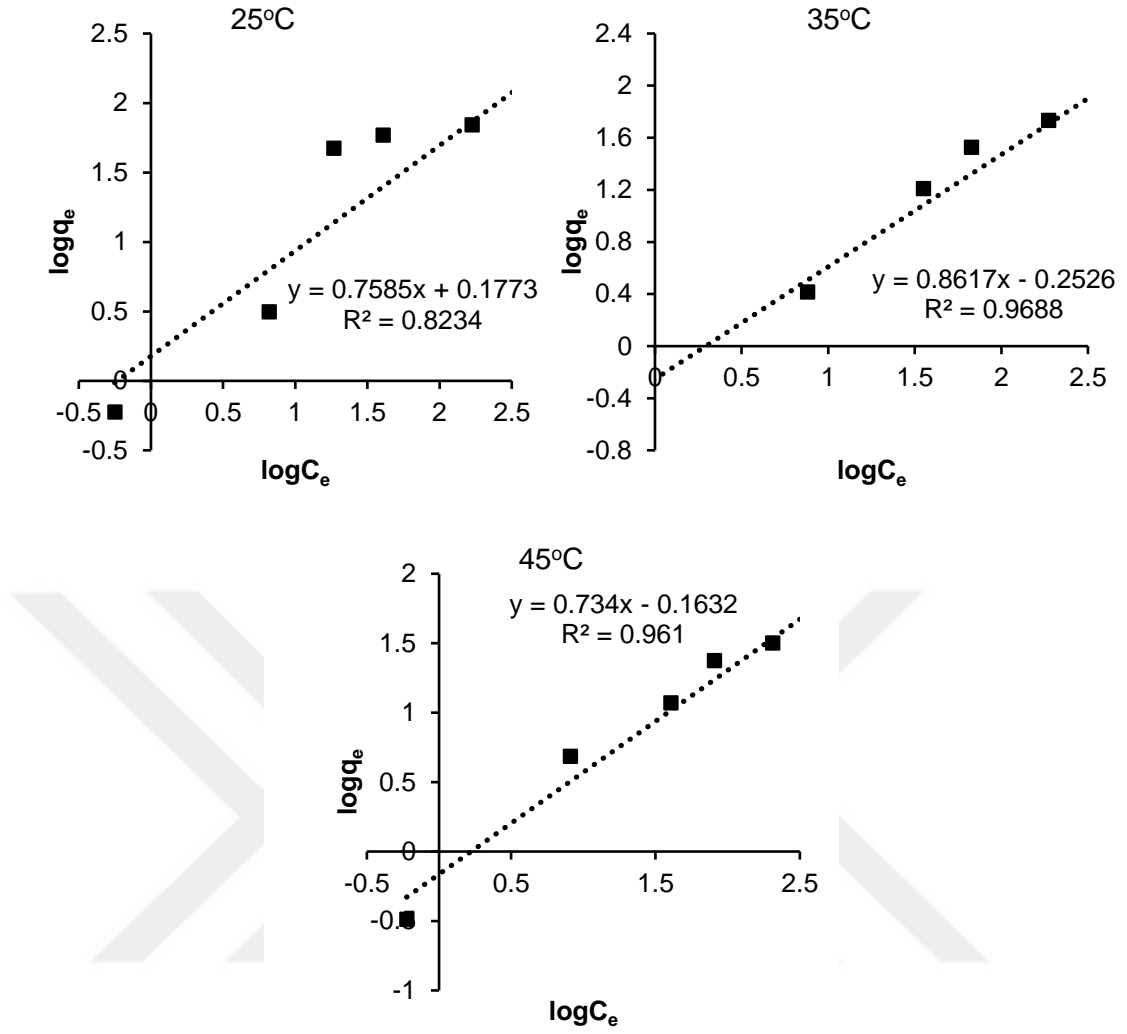 25°C
2.5
2
1.5
1
0.5
0
-0.5
-0.5 0 0.5 1 1.5 2 2.5
logqₑ
logCₑ
y = 0.7585x + 0.1773
R² = 0.8234
35°C
2.4
2
1.6
1.2
0.8
0.4
0
-0.4
-0.8
0 0.5 1 1.5 2 2.5
logqₑ
logCₑ
y = 0.8617x - 0.2526
R² = 0.9688
45°C
2
1.5
1
0.5
0
-0.5
-1
-0.5 0.5 1.5 2.5
logqₑ
logCₑ
y = 0.734x - 0.1632
R² = 0.961